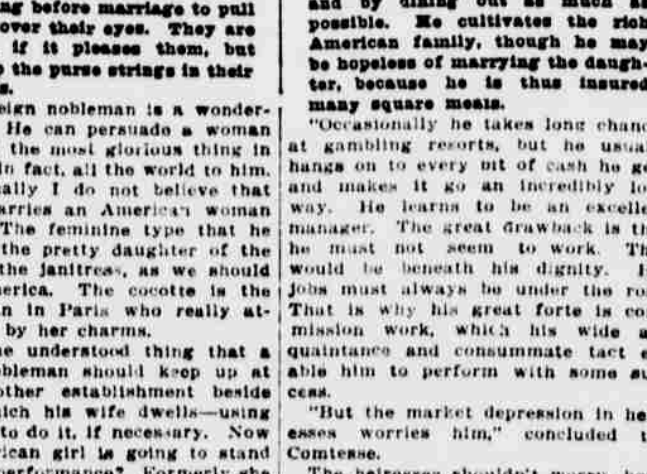 before marriage to pull
over their eyes. They are
if it pleases them, but
the purse strings in their
nobleman is a wonder-
He can persuade a woman
the most glorious thing in
in fact, all the world to him.
I do not believe that
an American woman
The feminine type that he
the pretty daughter of the
the janitress, as we should
The cocotte is the
in Paris who really at-
by her charms.
understood thing that a
should keep up at
establishment beside
his wife dwells—using
to do it, if necessary. Now
girl is going to stand
Formerly she
and by dining out as much as
possible. He cultivates the rich
American family, though he may
be hopeless of marrying the daugh-
ter, because he is thus insured
many square meals.
"Occasionally he takes long chanc
at gambling resorts, but he usual
hangs on to every bit of cash he ge
and makes it go an incredibly lo
way. He learns to be an excelle
manager. The great drawback is th
he must not seem to work. Th
would be beneath his dignity. H
jobs must always be under the ro
That is why his great forte is co
mission work, which his wide a
quaintance and consummate tact e
able him to perform with some su
cess.
"But the market depression in he
esses worries him," concluded t
Comtesse.
The heiresses shouldn't worry